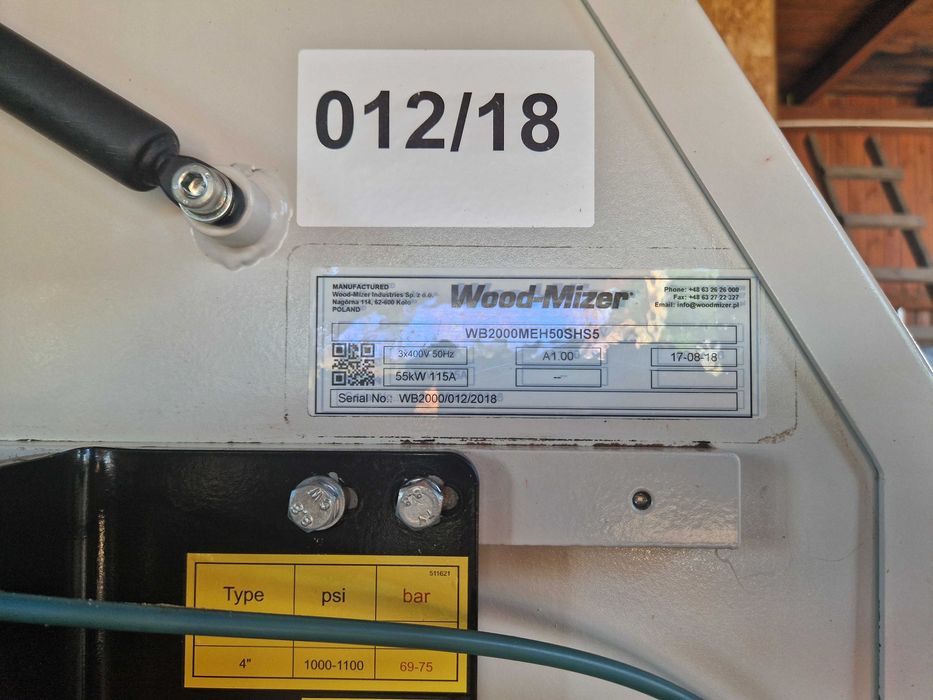 012/18
MANUFACTURED
Wood-Mizer Industries Sp. z o.o.
Nagórna 114, 62-600 Koło
POLAND
Wood-Mizer
Phone: +48 63 26 26 000
Fax: +48 63 27 22 327
Email: info@woodmizer.pl
WB2000MEH50SHS5
3x400V 50Hz A1.00 17-08-18
55kW 115A --
Serial No.: WB2000/012/2018
511621
Type psi bar
4" 1000-1100 69-75